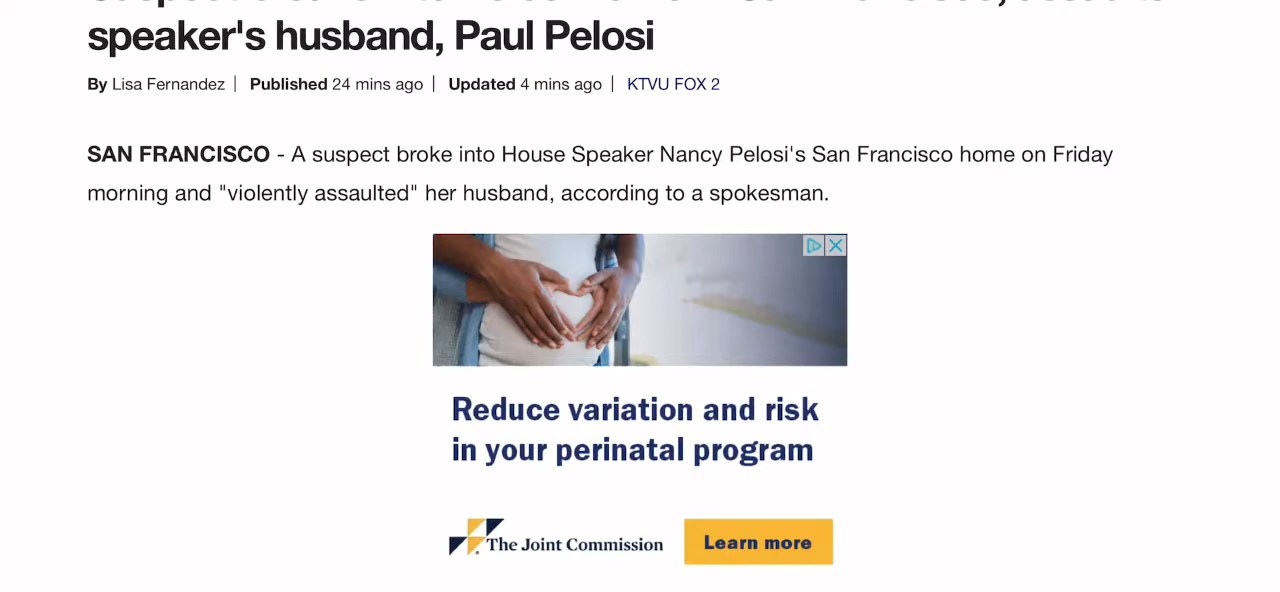 speaker's husband, Paul Pelosi
By Lisa Fernandez | Published 24 mins ago | Updated 4 mins ago | KTVU FOX 2
SAN FRANCISCO - A suspect broke into House Speaker Nancy Pelosi's San Francisco home on Friday
morning and "violently assaulted" her husband, according to a spokesman.
Reduce variation and risk
in your perinatal program
The Joint Commission
Learn more